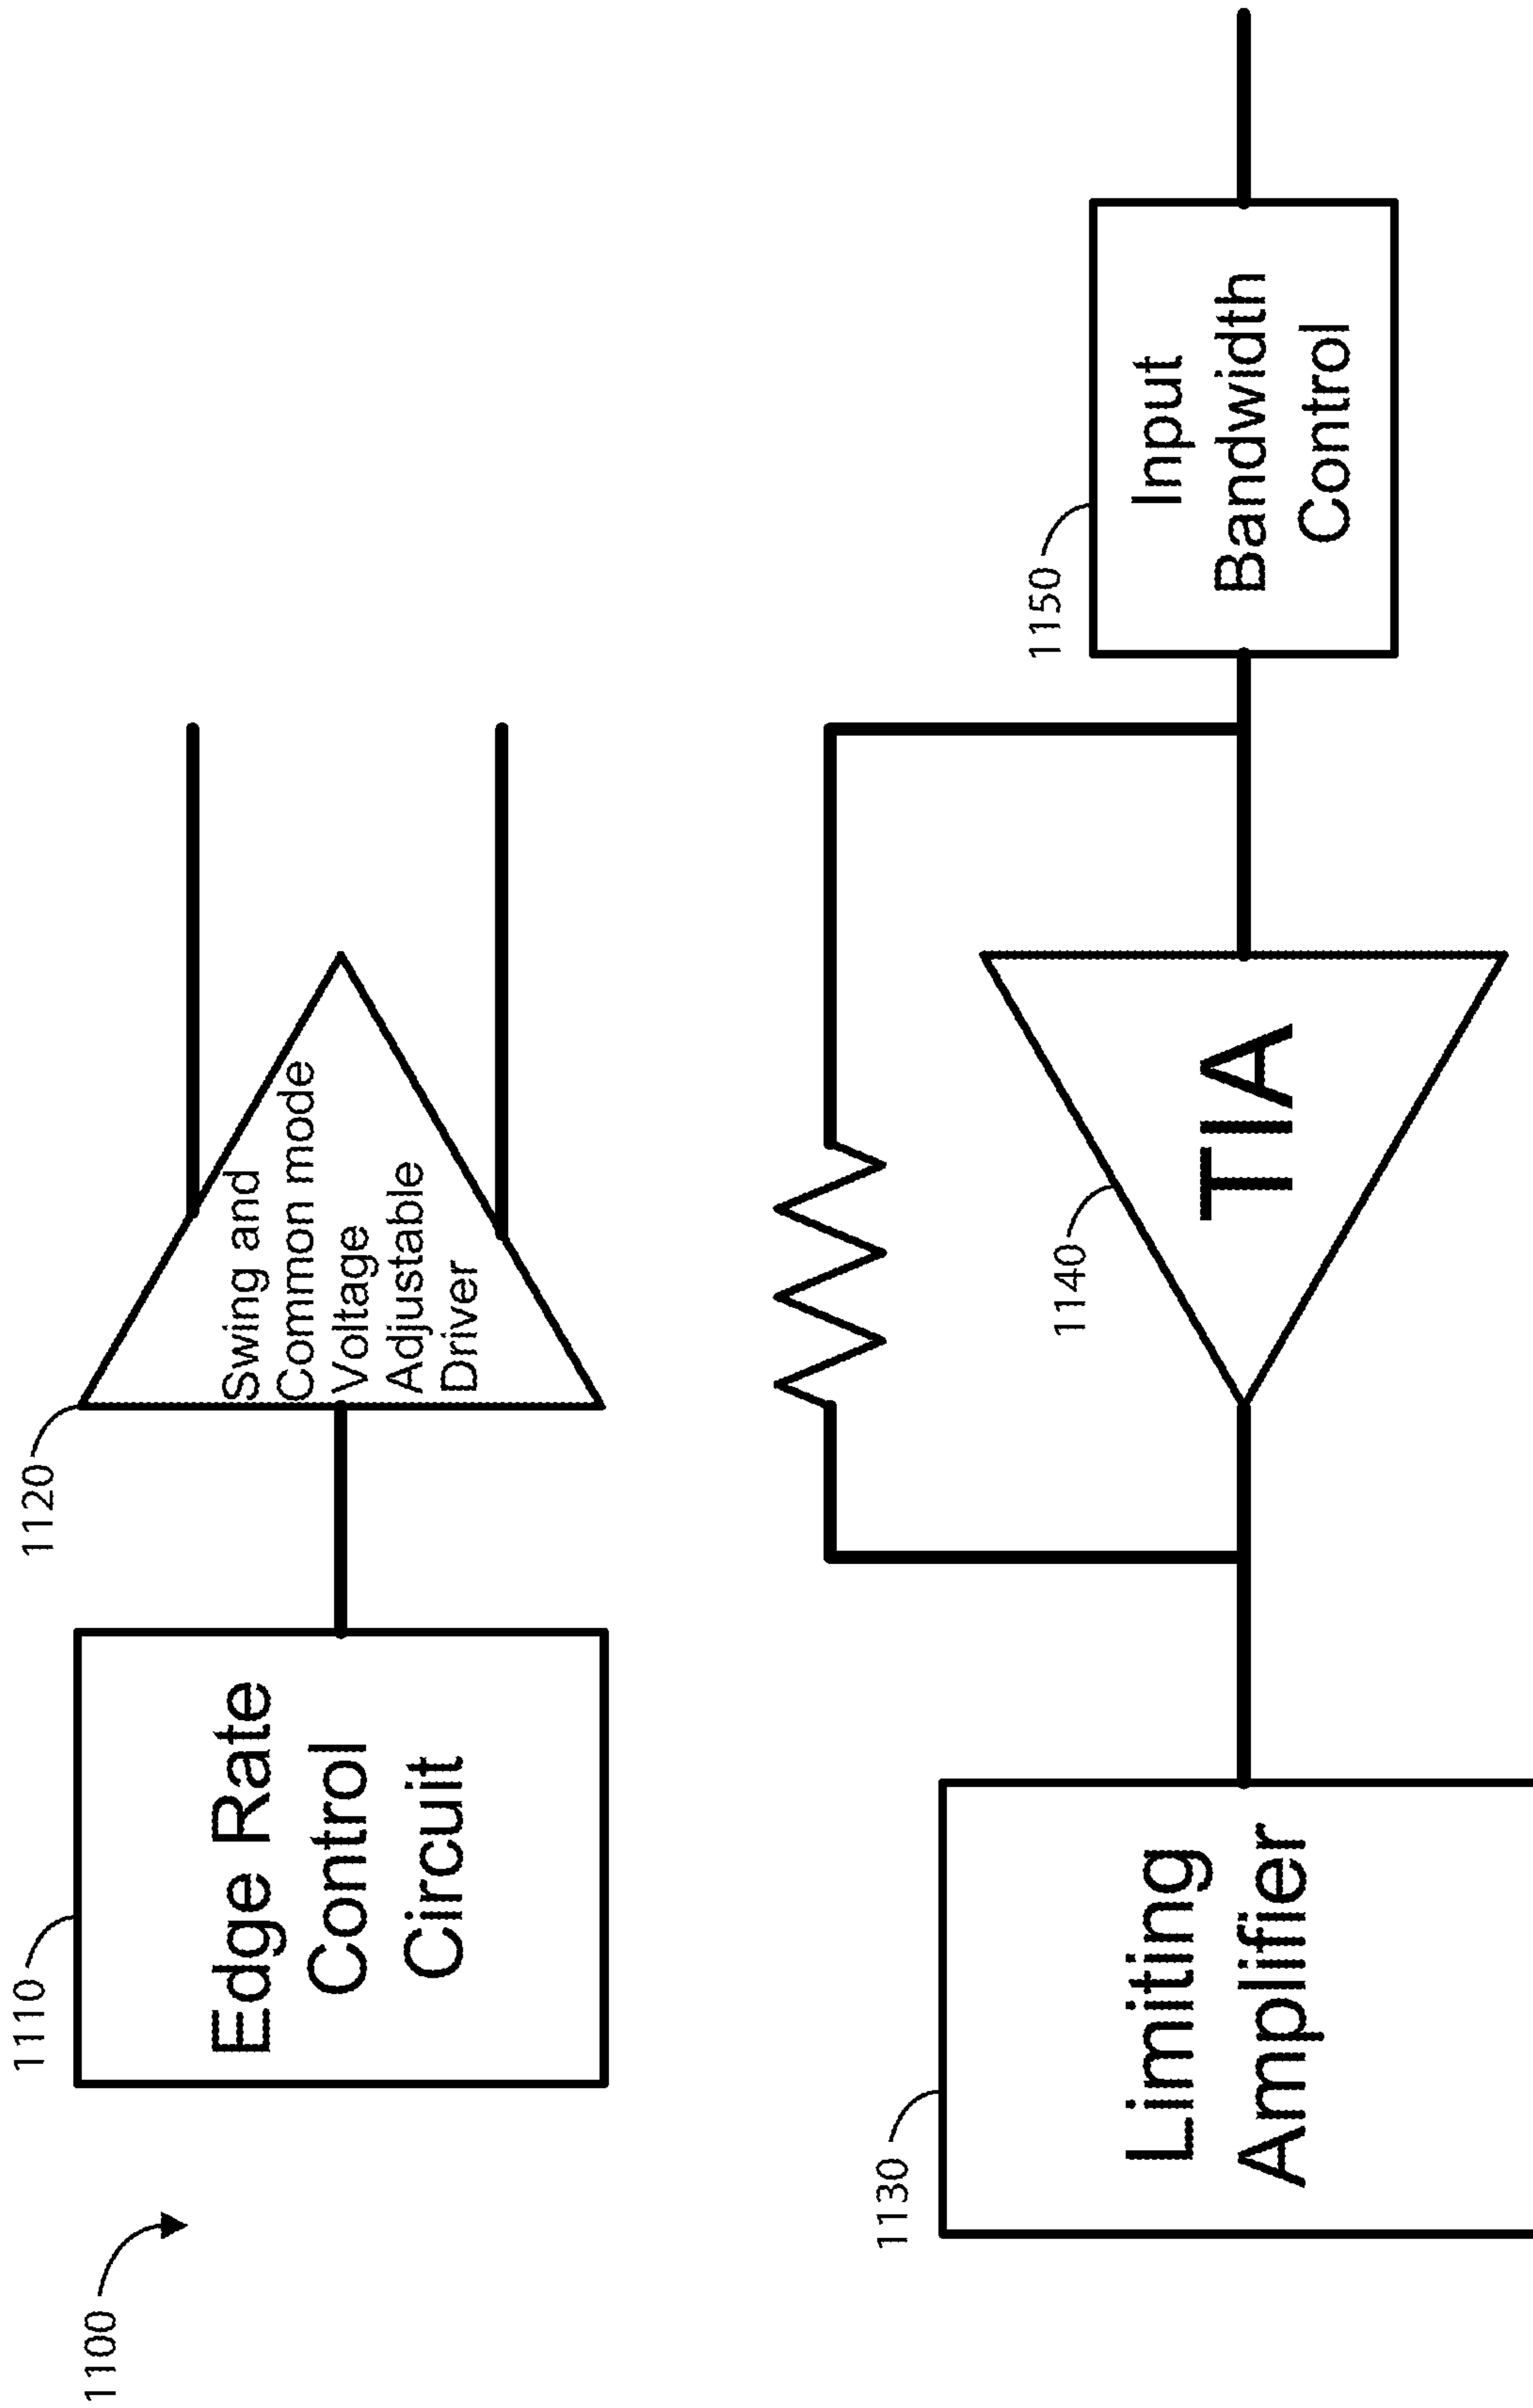 1100
1110
Edge Rate
Control
Circuit
1120
Swing and
Common mode
Voltage
Adjustable
Driver
1130
Limiting
Amplifier
1140
TIA
1150
Input
Bandwidth
Control